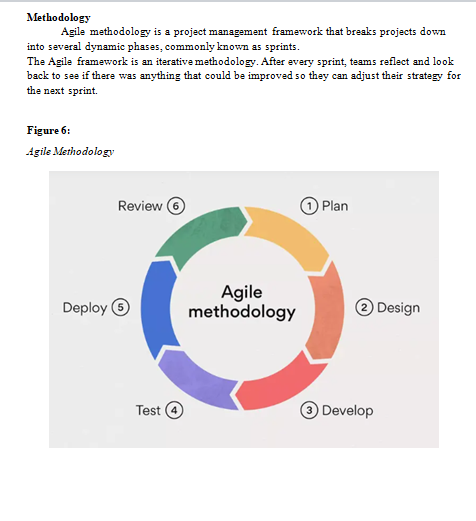 Methodology
Agile methodology is a project management framework that breaks projects down
into several dynamic phases, commonly known as sprints.
The Agile framework is an iterative methodology. After every sprint, teams reflect and look
back to see if there was anything that could be improved so they can adjust their strategy for
the next sprint.
Figure 6:
Agile Methodology
Review 6
1 Plan
Agile
methodology
Deploy 5
2 Design
Test 4
3 Develop